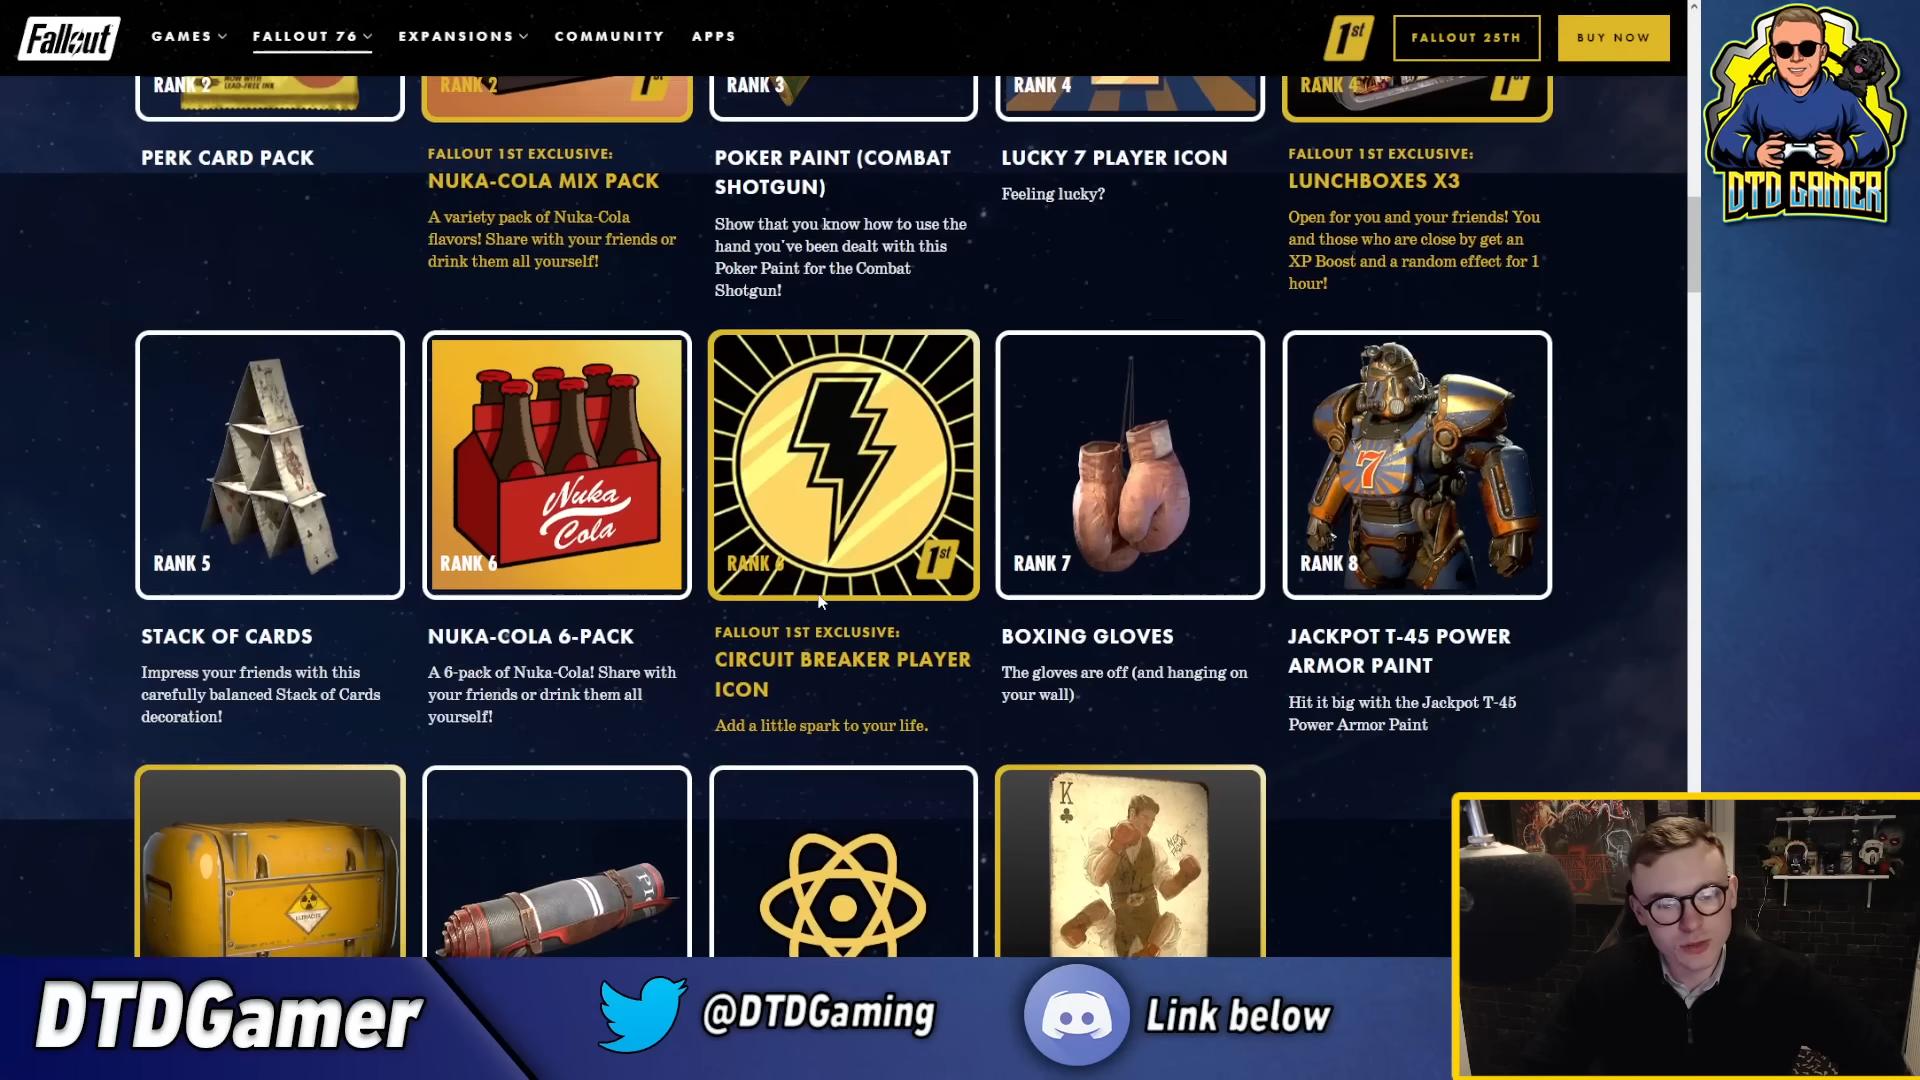 Fallout
GAMES
FALLOUT 76
EXPANSIONS
COMMUNITY
APPS
1st
FALLOUT 25TH
BUY NOW
DTD GAMER
NOW WITH
LEAD-FREE INK
RANK 2
RANK 2
1st
RANK 3
RANK 4
RANK 4
1st
PERK CARD PACK
FALLOUT 1ST EXCLUSIVE:
NUKA-COLA MIX PACK
A variety pack of Nuka-Cola
flavors! Share with your friends or
drink them all yourself!
POKER PAINT (COMBAT
SHOTGUN)
Show that you know how to use the
hand you've been dealt with this
Poker Paint for the Combat
Shotgun!
LUCKY 7 PLAYER ICON
Feeling lucky?
FALLOUT 1ST EXCLUSIVE:
LUNCHBOXES X3
Open for you and your friends! You
and those who are close by get an
XP Boost and a random effect for 1
hour!
RANK 5
Nuka
Cola
RANK 6
RANK 6
1st
RANK 7
7
RANK 8
STACK OF CARDS
Impress your friends with this
carefully balanced Stack of Cards
decoration!
NUKA-COLA 6-PACK
A 6-pack of Nuka-Cola! Share with
your friends or drink them all
yourself!
FALLOUT 1ST EXCLUSIVE:
CIRCUIT BREAKER PLAYER
ICON
Add a little spark to your life.
BOXING GLOVES
The gloves are off (and hanging on
your wall)
JACKPOT T-45 POWER
ARMOR PAINT
Hit it big with the Jackpot T-45
Power Armor Paint
ULTRACITE
K
DTDGamer
@DTDGaming
Link below